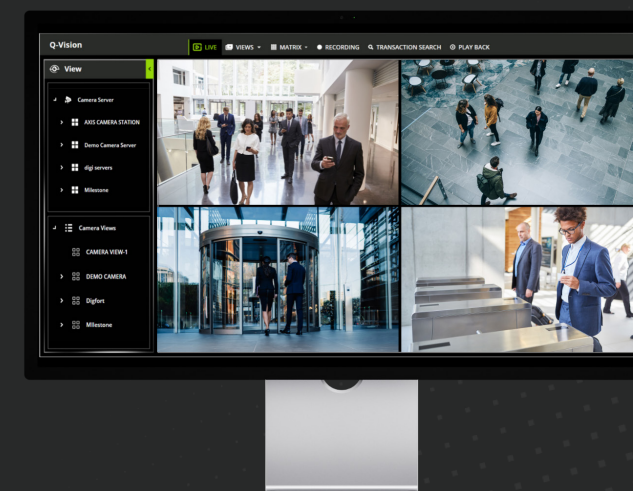 Q-Vision
LIVE VIEWS MATRIX RECORDING TRANSACTION SEARCH PLAY BACK
View
Camera Server
AXIS CAMERA STATION
Demo Camera Server
digi servers
Milestone
Camera Views
CAMERA VIEW-1
DEMO CAMERA
Digfort
Milestone